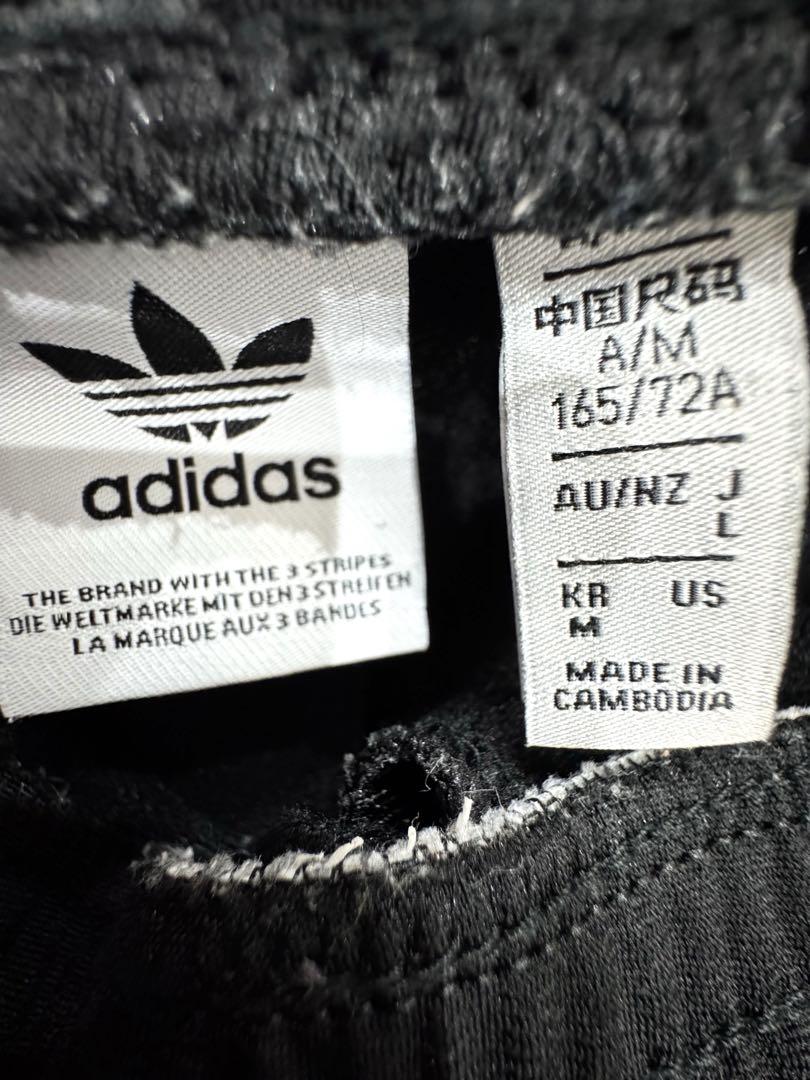 adidas
THE BRAND WITH THE 3 STRIPES
DIE WELTMARKE MIT DEN 3 STREIFEN
LA MARQUE AUX 3 BANDES
中国尺码
A/M
165/72A
AU/NZ J
L
KR US
M
MADE IN
CAMBODIA